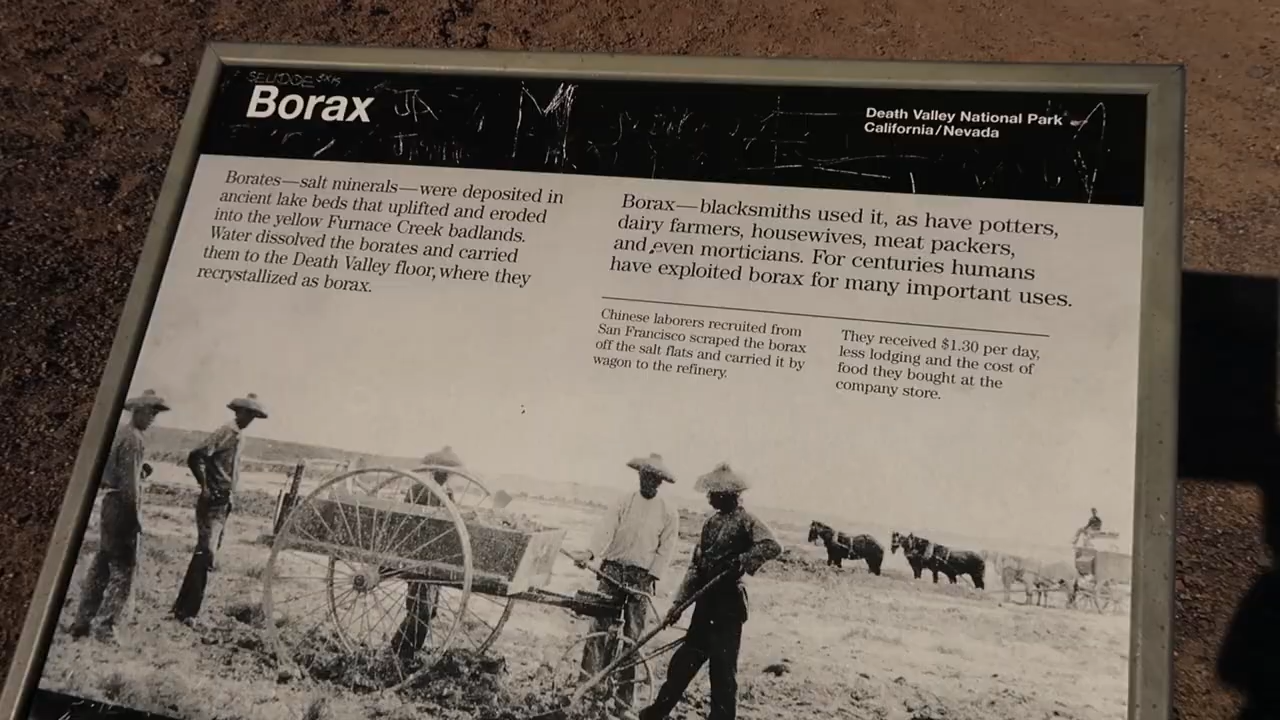 Borax
Death Valley National Park
California/Nevada
Borates—salt minerals—were deposited in
ancient lake beds that uplifted and eroded
into the yellow Furnace Creek badlands.
Water dissolved the borates and carried
them to the Death Valley floor, where they
recrystallized as borax.
Borax—blacksmiths used it, as have potters,
dairy farmers, housewives, meat packers,
and even morticians. For centuries humans
have exploited borax for many important uses.
Chinese laborers recruited from
San Francisco scraped the borax
off the salt flats and carried it by
wagon to the refinery.
They received $1.30 per day,
less lodging and the cost of
food they bought at the
company store.